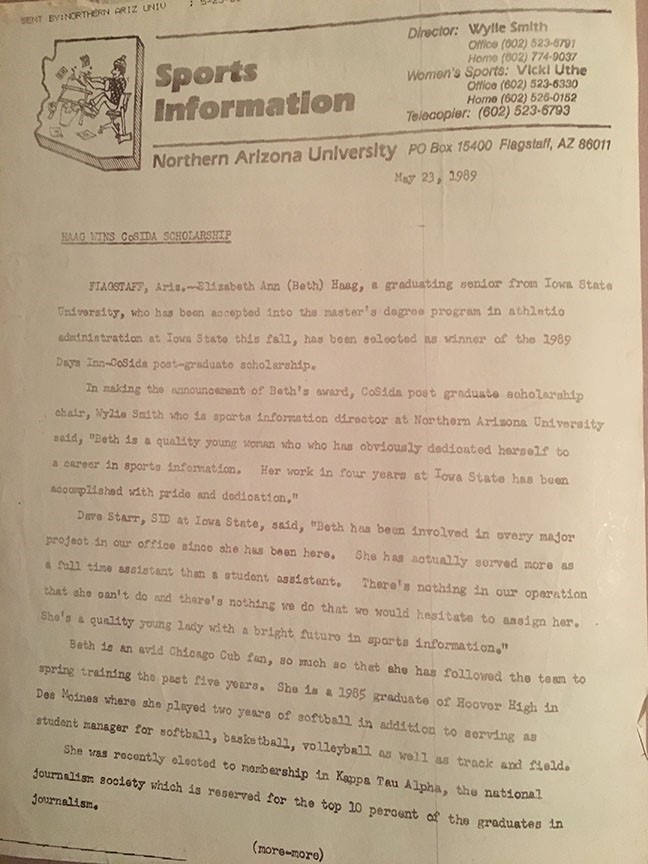 SENT BY:NORTHERN ARIZ UNIV
Sports
Information
Director: Wylie Smith
Office (602) 523-6791
Home (602) 774-9037
Women's Sports: Vicki Uthe
Office (602) 523-6330
Home (602) 526-0152
Telecopier: (602) 523-6793
Northern Arizona University PO Box 15400 Flagstaff, AZ 86011
May 23, 1989
HAAG WINS CoSIDA SCHOLARSHIP
FLAGSTAFF, Ariz.—Elizabeth Ann (Beth) Haag, a graduating senior from Iowa State
University, who has been accepted into the master's degree program in athletic
administration at Iowa State this fall, has been selected as winner of the 1989
Days Inn-CoSida post-graduate scholarship.
In making the announcement of Beth's award, CoSida post graduate scholarship
chair, Wylie Smith who is sports information director at Northern Arizona University
said, "Beth is a quality young woman who who has obviously dedicated herself to
a career in sports information. Her work in four years at Iowa State has been
accomplished with pride and dedication."
Dave Starr, SID at Iowa State, said, "Beth has been involved in every major
project in our office since she has been here. She has actually served more as
a full time assistant than a student assistant. There's nothing in our operation
that she can't do and there's nothing we do that we would hesitate to assign her.
She's a quality young lady with a bright future in sports information."
Beth is an avid Chicago Cub fan, so much so that she has followed the team to
spring training the past five years. She is a 1985 graduate of Hoover High in
Des Moines where she played two years of softball in addition to serving as
student manager for softball, basketball, volleyball as well as track and field.
She was recently elected to membership in Kappa Tau Alpha, the national
journalism society which is reserved for the top 10 percent of the graduates in
journalism.
(more-more)